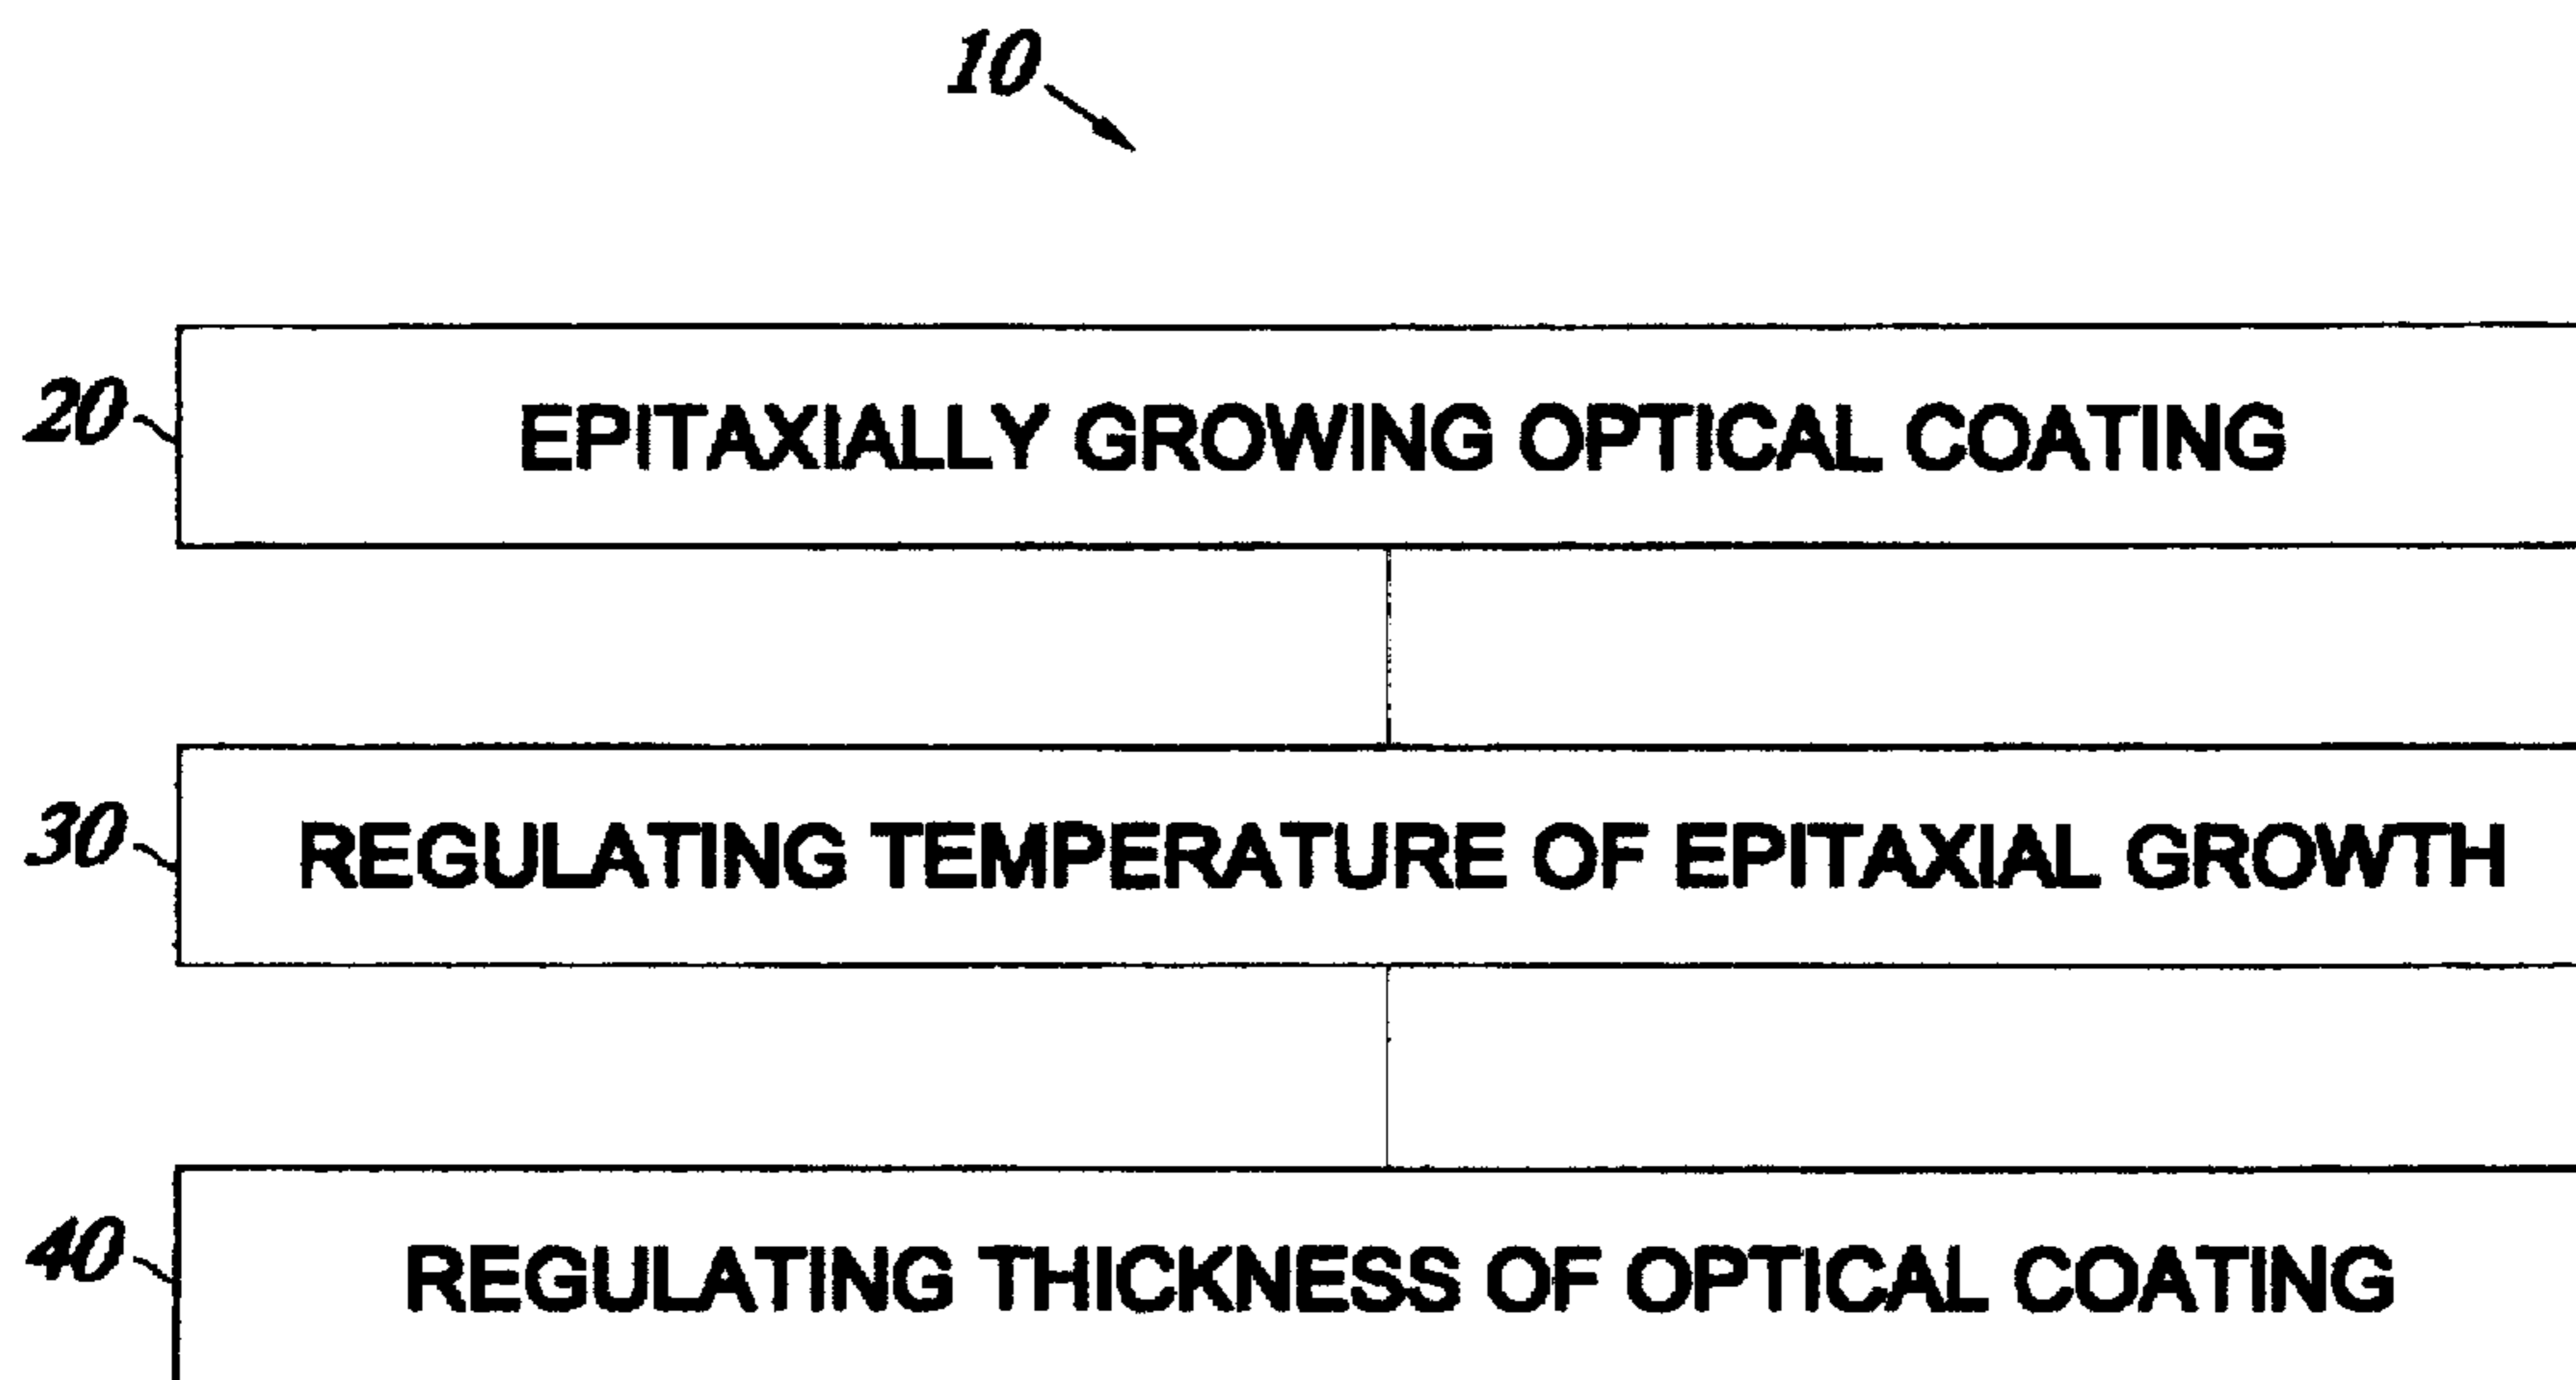 10
20 EPITAXIALLY GROWING OPTICAL COATING
30 REGULATING TEMPERATURE OF EPITAXIAL GROWTH
40 REGULATING THICKNESS OF OPTICAL COATING